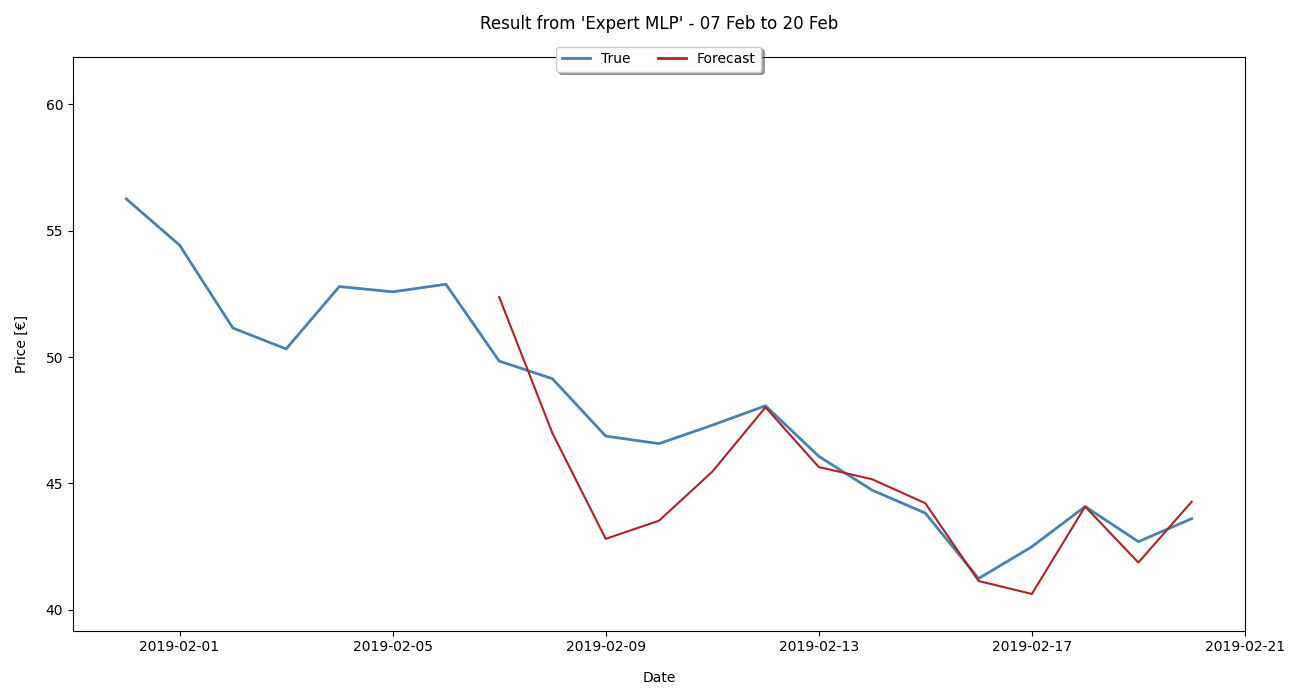 Result from 'Expert MLP' - 07 Feb to 20 Feb
True Forecast
60
55
50
45
40
Price [€]
2019-02-01 2019-02-05 2019-02-09 2019-02-13 2019-02-17 2019-02-21
Date